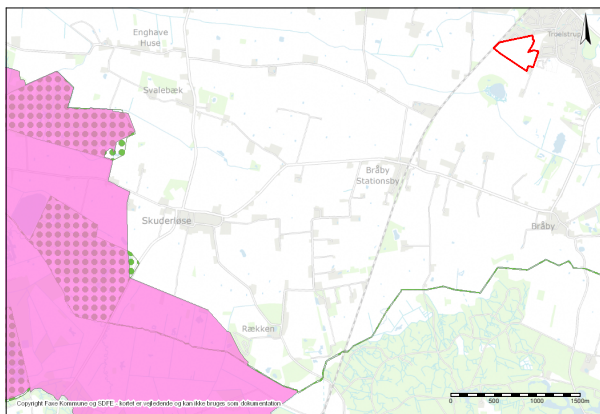 Troelstrup
Enghave
Huse
Svalebæk
Bråby
Stationsby
Skuderløse
Bråby
Rækken
0 500 1000 1500m
Copyright Faxe Kommune og SDFE - kortet er vejledende og kan ikke bruges som dokumentation